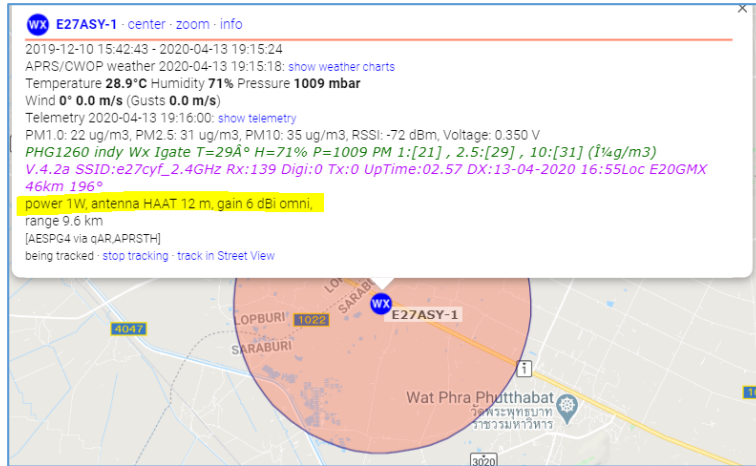 WX E27ASY-1 · center · zoom · info
2019-12-10 15:42:43 - 2020-04-13 19:15:24
APRS/CWOP weather 2020-04-13 19:15:18: show weather charts
Temperature 28.9°C Humidity 71% Pressure 1009 mbar
Wind 0° 0.0 m/s (Gusts 0.0 m/s)
Telemetry 2020-04-13 19:16:00: show telemetry
PM1.0: 22 ug/m3, PM2.5: 31 ug/m3, PM10: 35 ug/m3, RSSI: -72 dBm, Voltage: 0.350 V
PHG1260 indy Wx Igate T=29Â° H=71% P=1009 PM 1:[21] , 2.5:[29] , 10:[31] (Î¼g/m3)
V.4.2a SSID:e27cyf_2.4GHz Rx:139 Digi:0 Tx:0 UpTime:02.57 DX:13-04-2020 16:55Loc E20GMX
46km 196°
power 1W, antenna HAAT 12 m, gain 6 dBi omni,
range 9.6 km
[AESPG4 via qAR,APRSTH]
being tracked · stop tracking · track in Street View
LOPBURI
SARABURI
WX
E27ASY-1
LOPBURI
1022
4047
SARABURI
1
Wat Phra Phutthabat
วัดพระพุทธบาท
ราชวรมหาวิหาร
3020